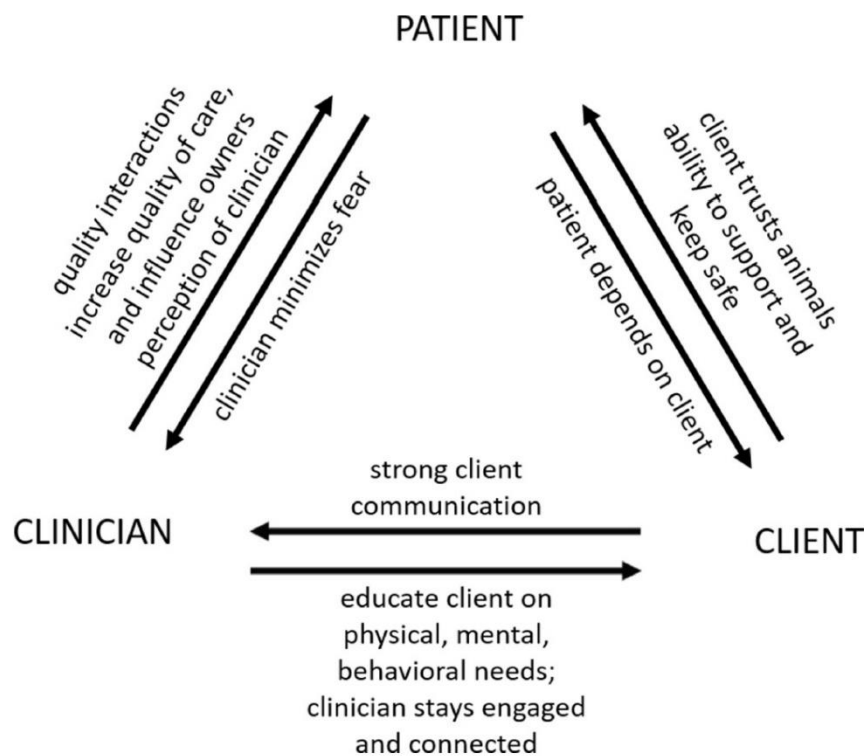 PATIENT
quality interactions
increase quality of care,
and influence owners
perception of clinician
clinician minimizes fear
patient depends on client
client trusts animals
ability to support and
keep safe
strong client
communication
CLINICIAN
CLIENT
educate client on
physical, mental,
behavioral needs;
clinician stays engaged
and connected